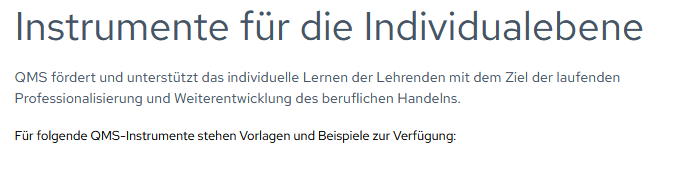 Instrumente für die Individualebene
QMS fördert und unterstützt das individuelle Lernen der Lehrenden mit dem Ziel der laufenden
Professionalisierung und Weiterentwicklung des beruflichen Handelns.
Für folgende QMS-Instrumente stehen Vorlagen und Beispiele zur Verfügung: